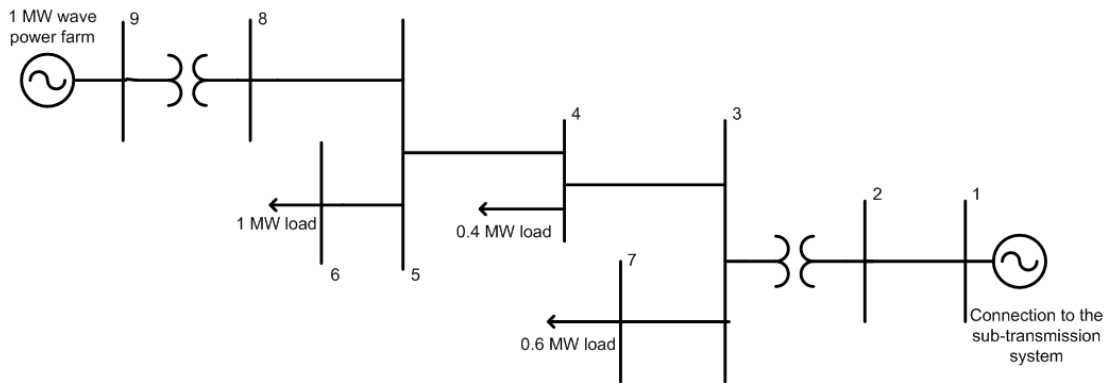 1 MW wave
power farm
9
8
4
3
2
1
1 MW load
0.4 MW load
6
5
7
0.6 MW load
Connection to the
sub-transmission
system